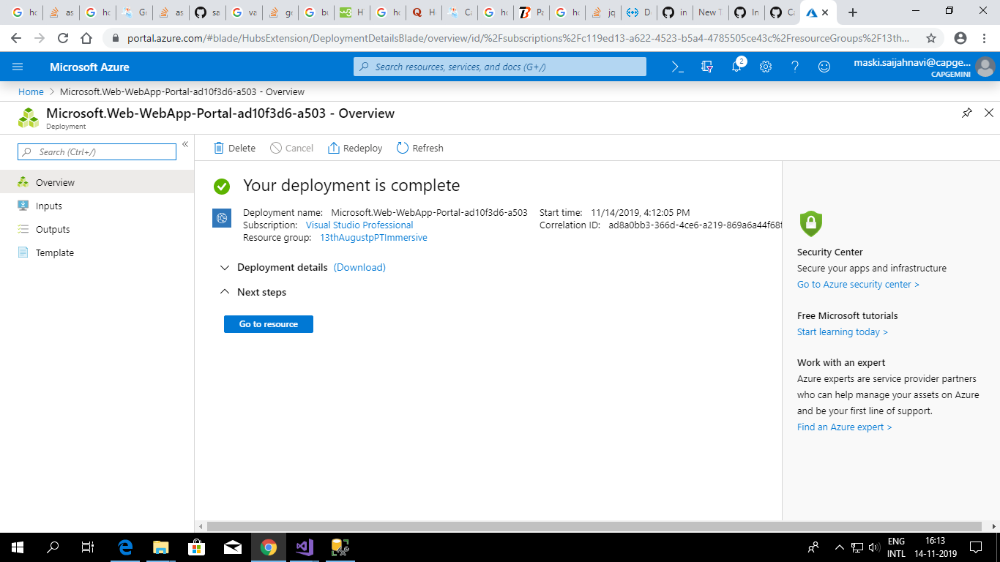 hc
as
hc
Ge
as
sa
va
ge
bu
H
hc
H
Ca
hc
Pa
hc
jq
D
in
New T
In
Ca
portal.azure.com/#blade/HubsExtension/DeploymentDetailsBlade/overview/id/%2Fsubscriptions%2Fc119ed13-a622-4523-b5a4-4785505ce43c%2FresourceGroups%2F13th...
Microsoft Azure
Search resources, services, and docs (G+/)
2
maski.saijahnavi@capge...
CAPGEMINI
Home > Microsoft.Web-WebApp-Portal-ad10f3d6-a503 - Overview
Microsoft.Web-WebApp-Portal-ad10f3d6-a503 - Overview
Deployment
Search (Ctrl+/)
«
Overview
Inputs
Outputs
Template
Delete
Cancel
Redeploy
Refresh
Your deployment is complete
Deployment name: Microsoft.Web-WebApp-Portal-ad10f3d6-a503
Subscription: Visual Studio Professional
Resource group: 13thAugustpPTImmersive
Start time: 11/14/2019, 4:12:05 PM
Correlation ID: ad8a0bb3-366d-4ce6-a219-869a6a44f68f
Deployment details (Download)
Next steps
Go to resource
Security Center
Secure your apps and infrastructure
Go to Azure security center >
Free Microsoft tutorials
Start learning today >
Work with an expert
Azure experts are service provider partners
who can help manage your assets on Azure
and be your first line of support.
Find an Azure expert >
ENG
INTL
16:13
14-11-2019